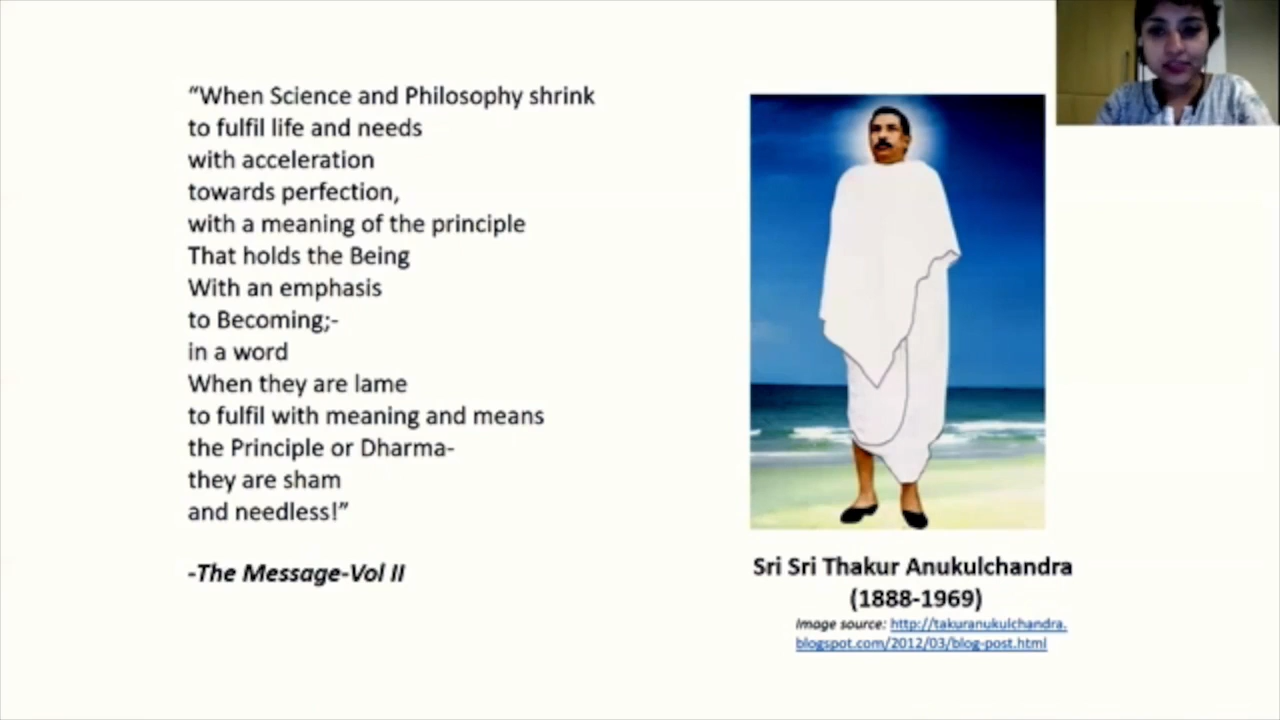 “When Science and Philosophy shrink
to fulfil life and needs
with acceleration
towards perfection,
with a meaning of the principle
That holds the Being
With an emphasis
to Becoming;-
in a word
When they are lame
to fulfil with meaning and means
the Principle or Dharma-
they are sham
and needless!”
-The Message-Vol II
Sri Sri Thakur Anukulchandra
(1888-1969)
Image source: http://takuranukulchandra.
blogspot.com/2012/03/blog-post.html